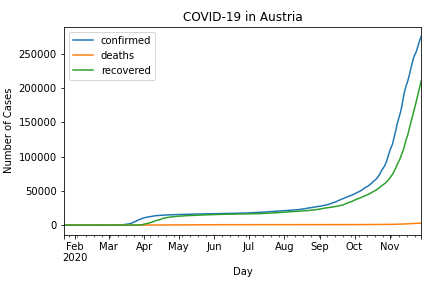 COVID-19 in Austria
confirmed
deaths
recovered
Number of Cases
250000
200000
150000
100000
50000
0
Feb Mar Apr May Jun Jul Aug Sep Oct Nov
2020
Day